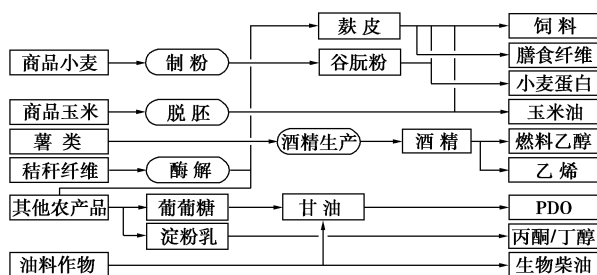 麸皮
饲料
膳食纤维
商品小麦
制粉
谷朊粉
小麦蛋白
商品玉米
脱胚
玉米油
薯类
酒精生产
酒精
燃料乙醇
秸秆纤维
酶解
乙烯
其他农产品
葡萄糖
甘油
PDO
淀粉乳
丙酮/丁醇
油料作物
生物柴油